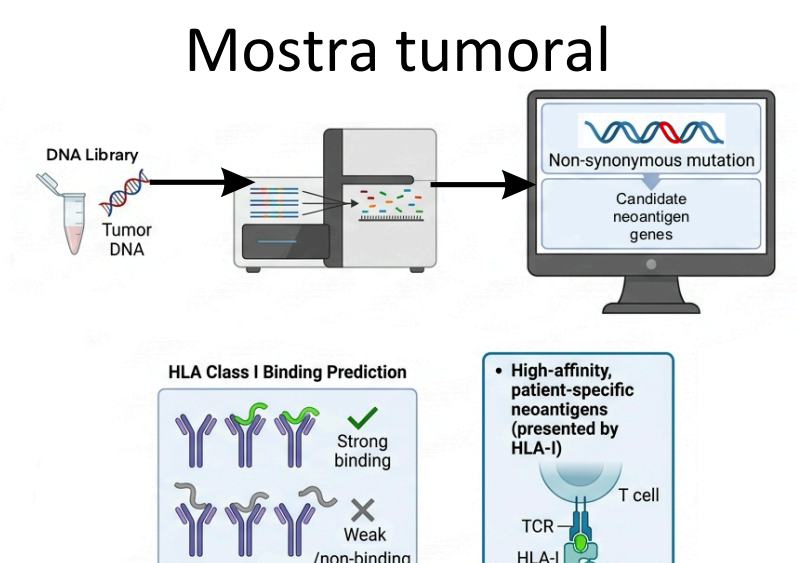 Mostra tumoral
DNA Library
Tumor
DNA
Non-synonymous mutation
Candidate
neoantigen
genes
HLA Class I Binding Prediction
Strong
binding
Weak
/non-binding
• High-affinity,
patient-specific
neoantigens
(presented by
HLA-I)
T cell
TCR
HLA-I